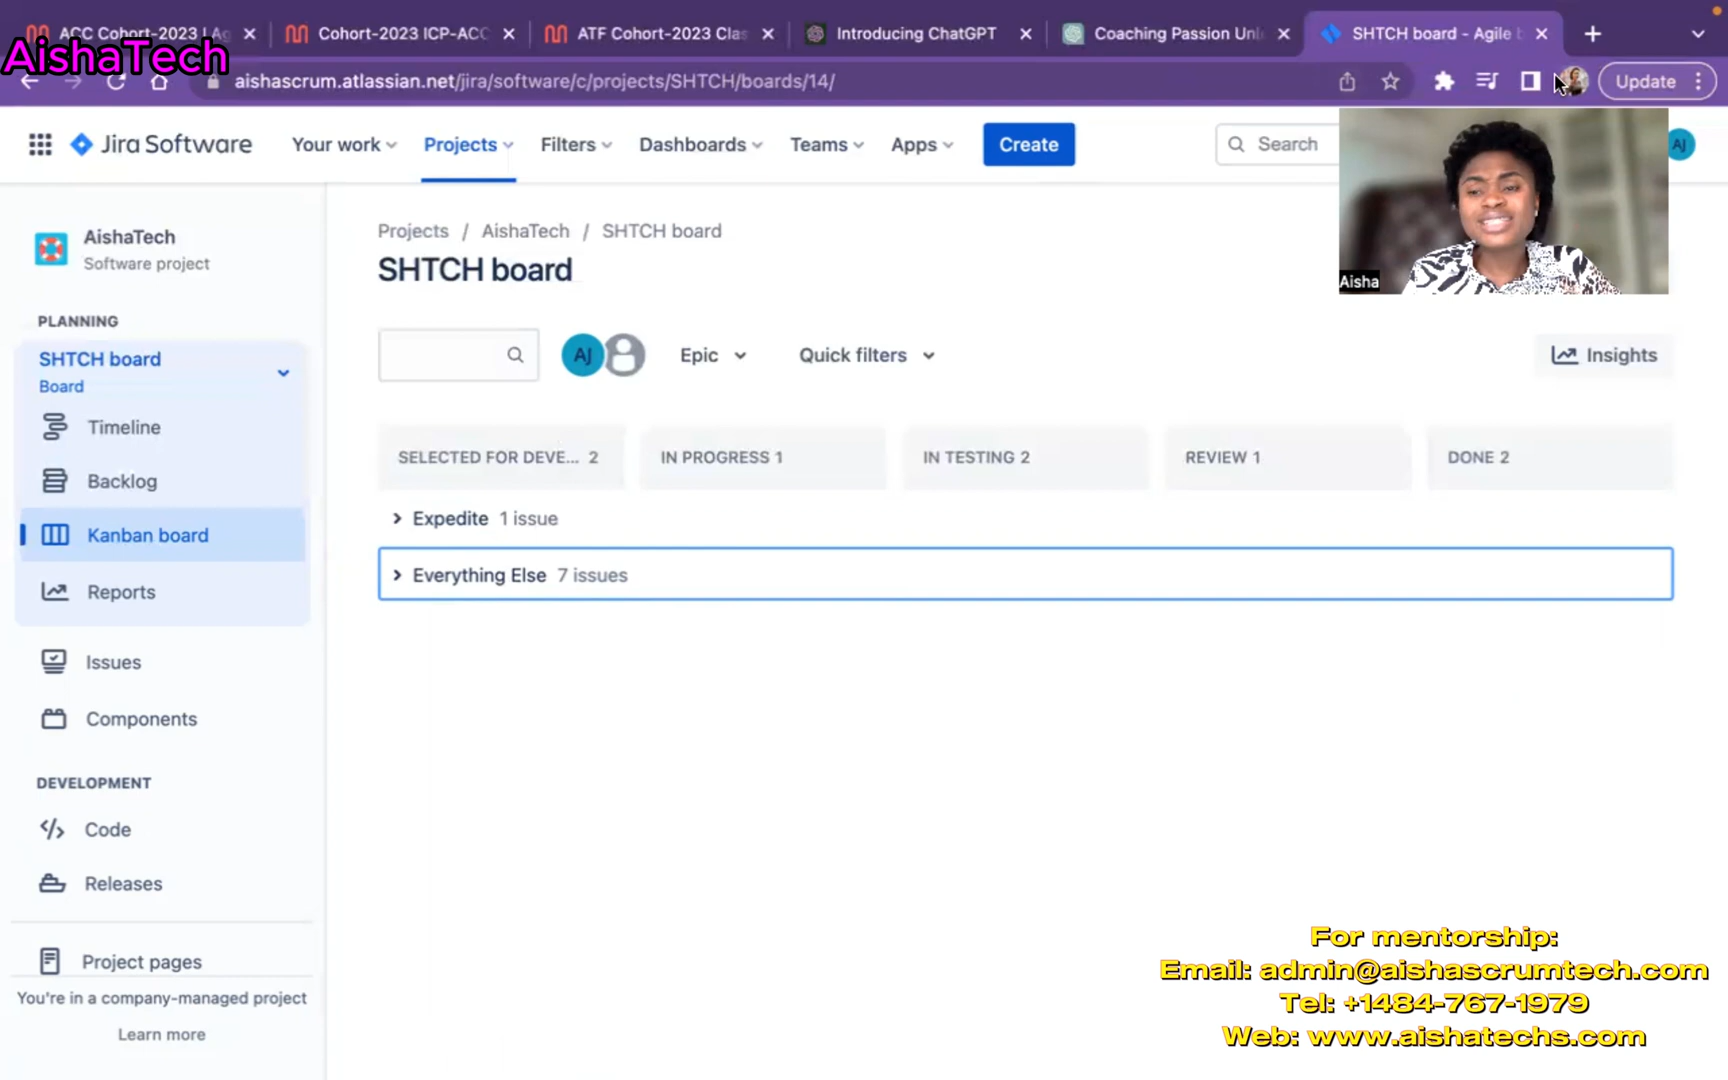 ACC Cohort-2023 | Ag
Cohort-2023 ICP-ACC
ATF Cohort-2023 Clas
Introducing ChatGPT
Coaching Passion Unl
SHTCH board - Agile b
AishaTech
aishascrum.atlassian.net/jira/software/c/projects/SHTCH/boards/14/
Update
Jira Software
Your work
Projects
Filters
Dashboards
Teams
Apps
Create
Search
AJ
Aisha
AishaTech
Software project
PLANNING
SHTCH board
Board
Timeline
Backlog
Kanban board
Reports
Issues
Components
DEVELOPMENT
Code
Releases
Project pages
You're in a company-managed project
Learn more
Projects / AishaTech / SHTCH board
SHTCH board
AJ
Epic
Quick filters
Insights
SELECTED FOR DEVE... 2
IN PROGRESS 1
IN TESTING 2
REVIEW 1
DONE 2
Expedite 1 issue
Everything Else 7 issues
For mentorship:
Email: admin@aishascrumtech.com
Tel: +1484-767-1979
Web: www.aishatechs.com